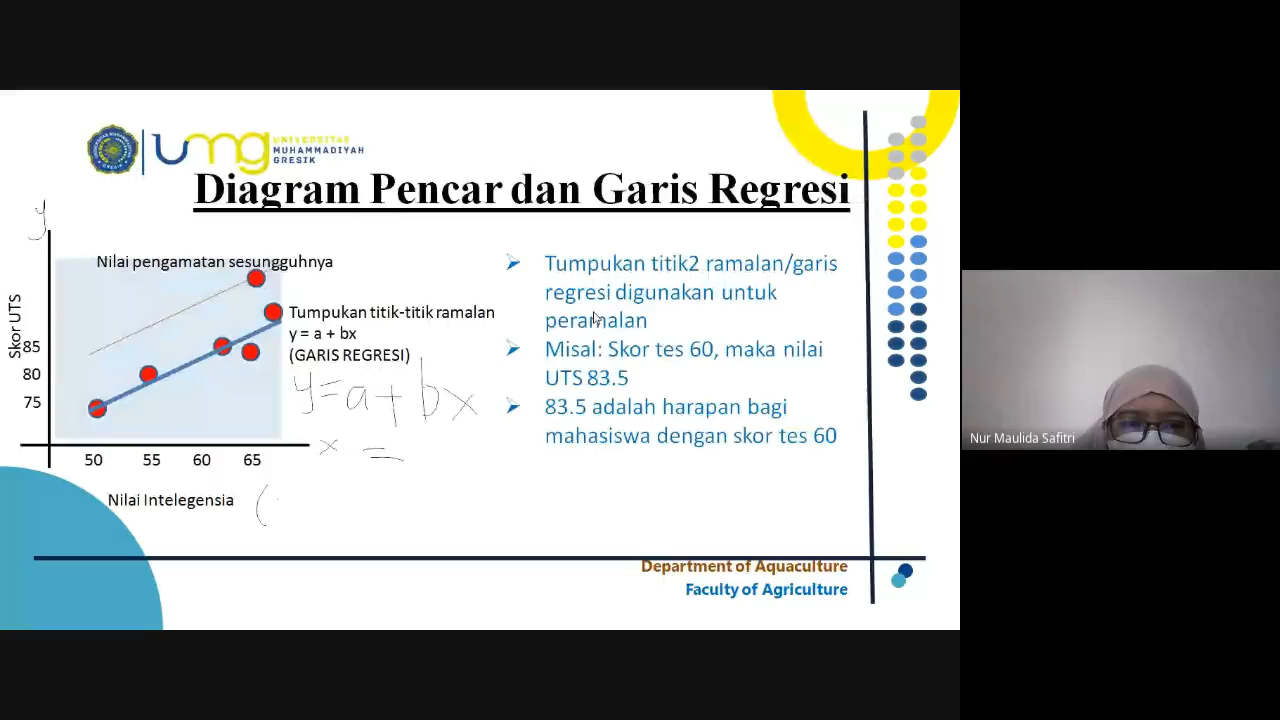 umg UNIVERSITAS
MUHAMMADIYAH
GRESIK
Diagram Pencar dan Garis Regresi
y
Nilai pengamatan sesungguhnya
Skor UTS
85
80
75
50 55 60 65
Nilai Intelegensia (
Tumpukan titik-titik ramalan
y = a + bx
(GARIS REGRESI)
y = a + bx
x =
Tumpukan titik2 ramalan/garis
regresi digunakan untuk
peramalan
Misal: Skor tes 60, maka nilai
UTS 83.5
83.5 adalah harapan bagi
mahasiswa dengan skor tes 60
Department of Aquaculture
Faculty of Agriculture
Nur Maulida Safitri